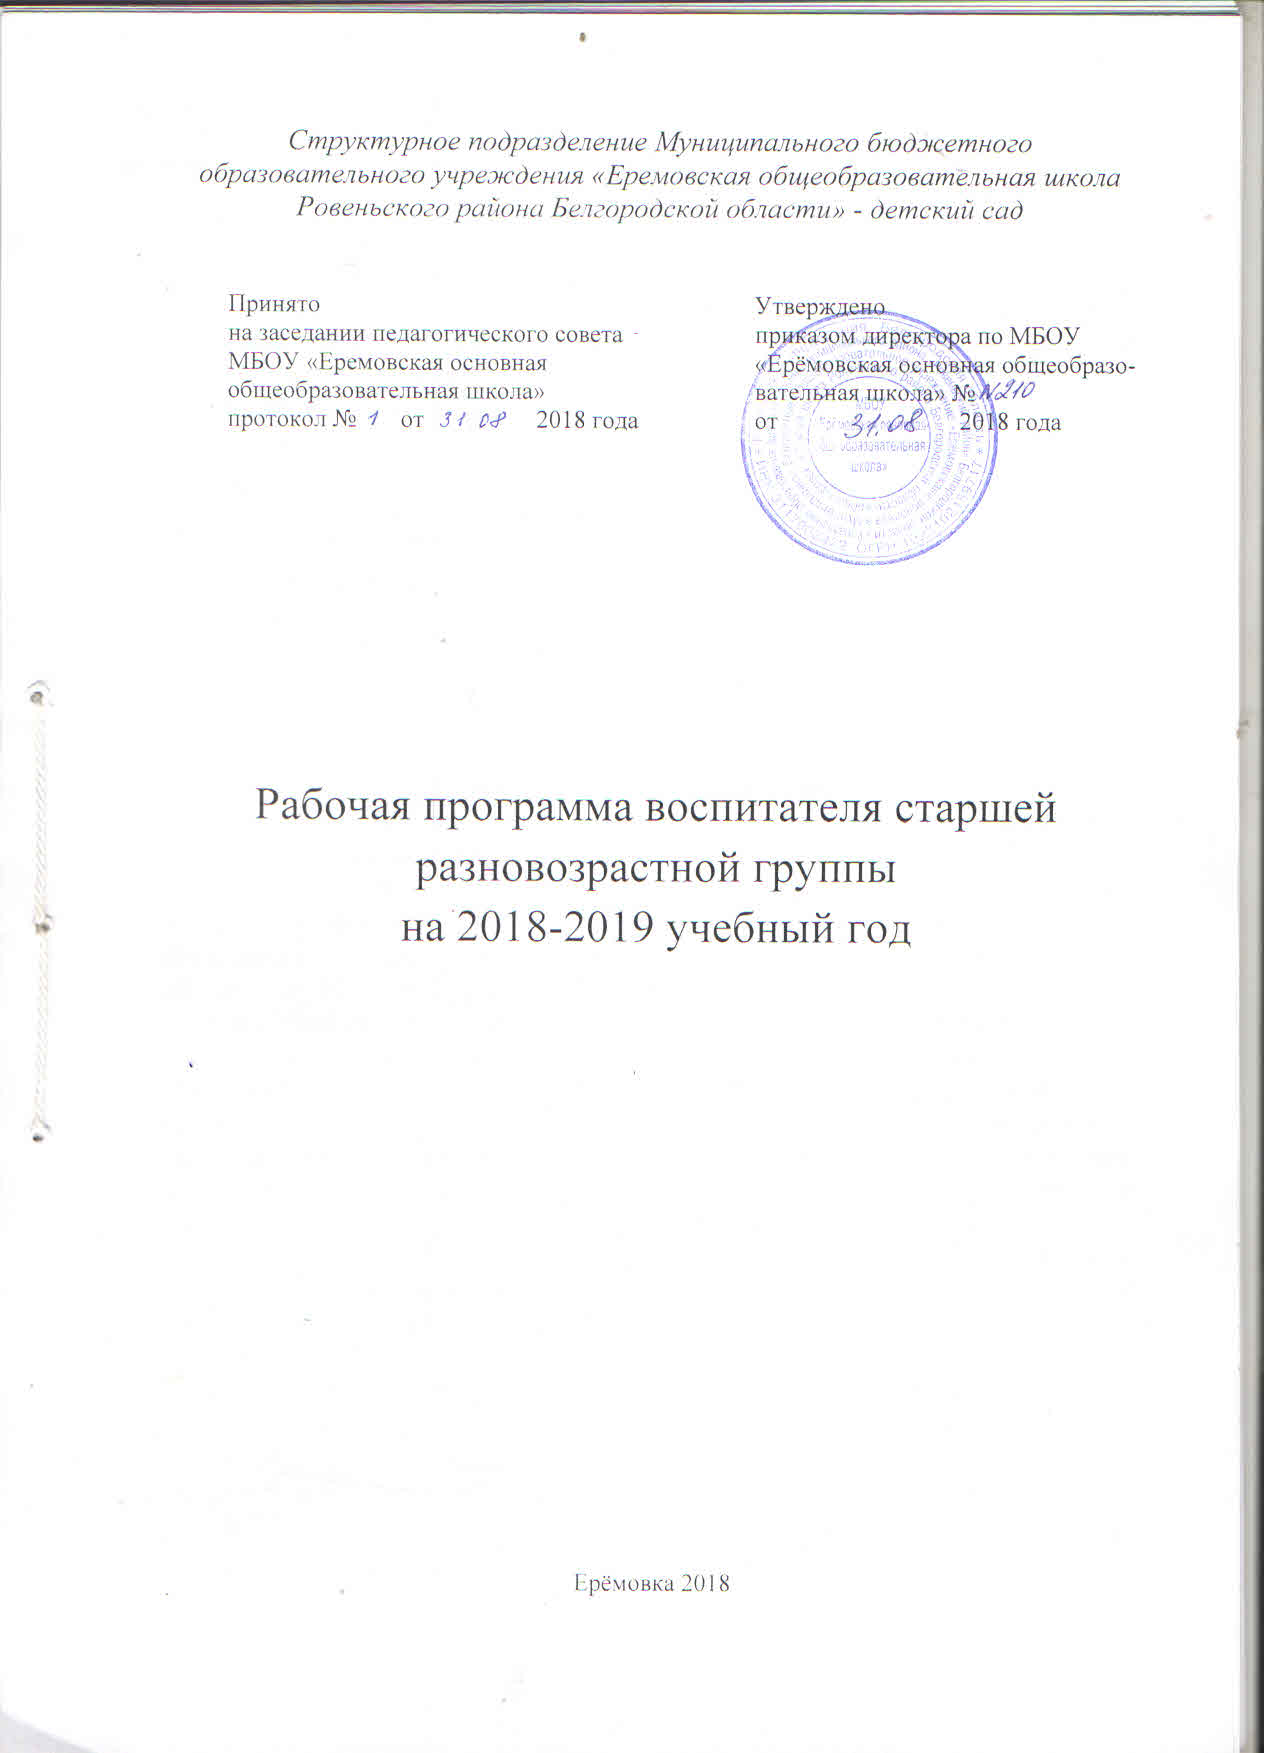 Структурное подразделение Муниципального бюджетного
образовательного учреждения «Еремовская общеобразовательная школа
Ровеньского района Белгородской области» - детский сад
Принято
на заседании педагогического совета
МБОУ «Еремовская основная
общеобразовательная школа»
протокол № 1 от 31 08 2018 года
Утверждено
приказом директора по МБОУ
«Ерёмовская основная общеобразо-
вательная школа» №N210
от 31.08 2018 года
образовательная
школа»
Рабочая программа воспитателя старшей
разновозрастной группы
на 2018-2019 учебный год
Ерёмовка 2018